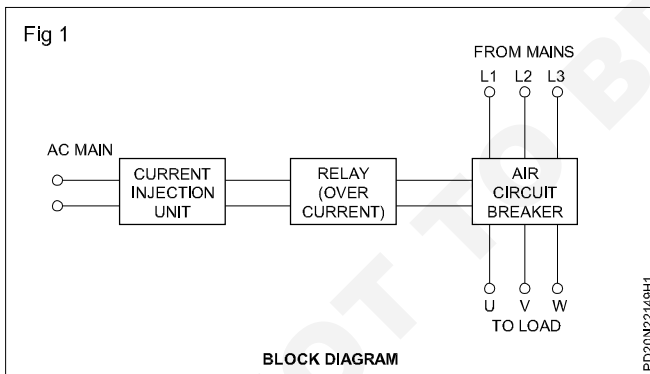 Fig 1
FROM MAINS
L1 L2 L3
AC MAIN
CURRENT
INJECTION
UNIT
RELAY
(OVER
CURRENT)
AIR
CIRCUIT
BREAKER
U V W
TO LOAD
BLOCK DIAGRAM
PD20N22149H1